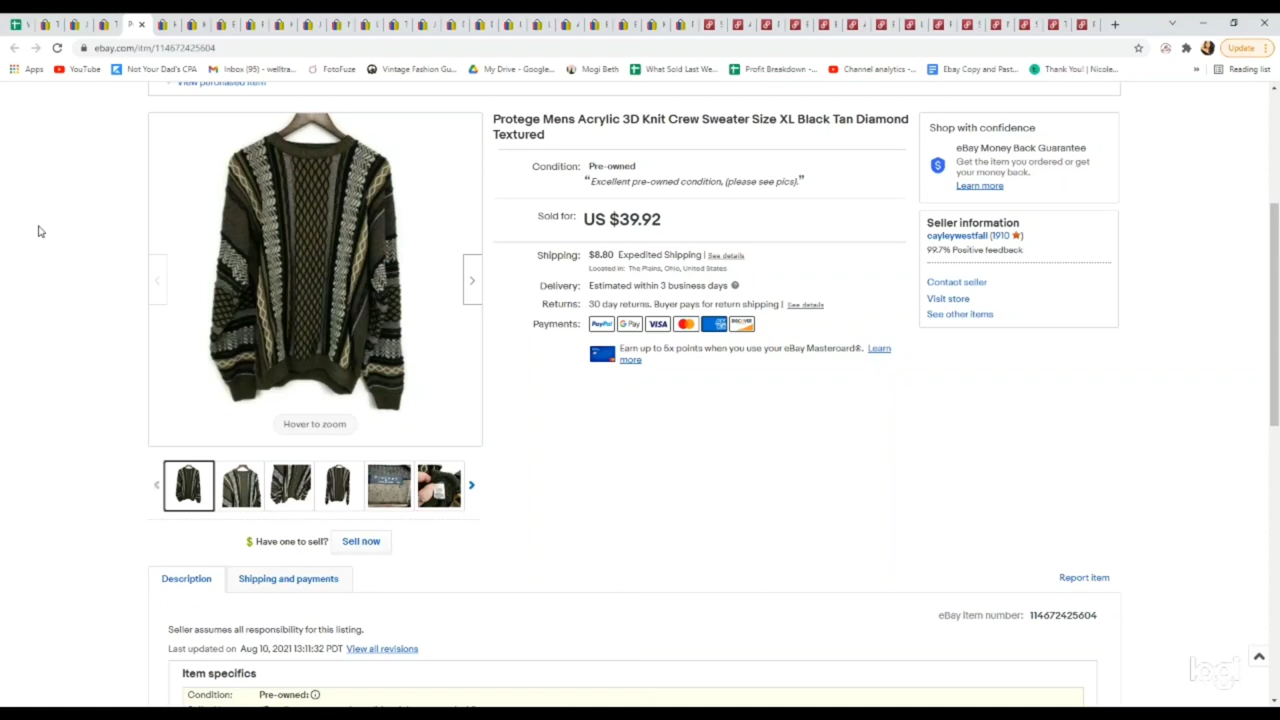 ebay.com/itm/114672425604
Update
Apps
YouTube
Not Your Dad's CPA
Inbox (95) - welltra...
FotoFuze
Vintage Fashion Gu...
My Drive - Google...
Mogi Beth
What Sold Last We...
Profit Breakdown -...
Channel analytics -...
Ebay Copy and Past...
Thank You! | Nicole...
»
Reading list
View purchased item
Protege Mens Acrylic 3D Knit Crew Sweater Size XL Black Tan Diamond
Textured
Condition: Pre-owned
“Excellent pre-owned condition, (please see pics).”
Sold for: US $39.92
Shipping: $8.80 Expedited Shipping | See details
Located in: The Plains, Ohio, United States
Delivery: Estimated within 3 business days
Returns: 30 day returns. Buyer pays for return shipping | See details
Payments: PayPal G Pay VISA
DISCOVER
Earn up to 5x points when you use your eBay Mastercard®. Learn
more
Shop with confidence
eBay Money Back Guarantee
Get the item you ordered or get
your money back.
Learn more
Seller information
cayleywestfall (1910 )
99.7% Positive feedback
Contact seller
Visit store
See other items
Hover to zoom
$ Have one to sell? Sell now
Description
Shipping and payments
Report item
eBay item number: 114672425604
Seller assumes all responsibility for this listing.
Last updated on Aug 10, 2021 13:11:32 PDT View all revisions
Item specifics
Condition: Pre-owned:
logi